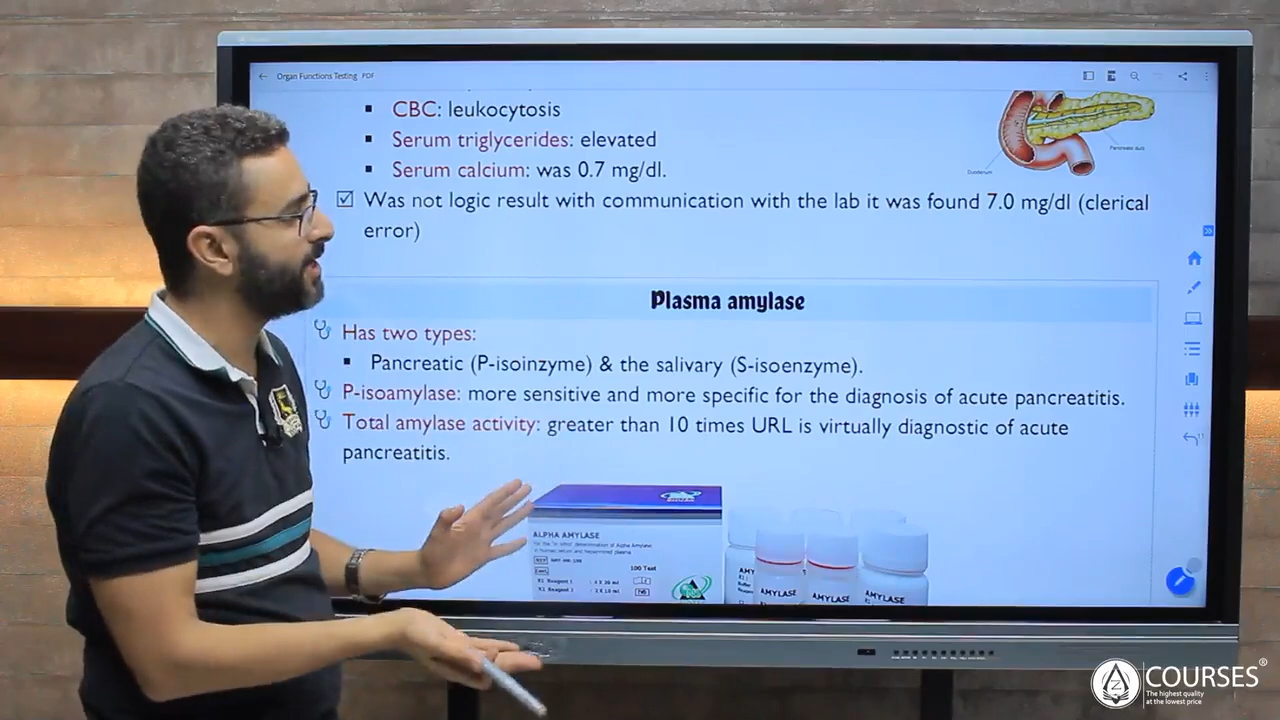 Organ Functions Testing PDF
CBC: leukocytosis
Serum triglycerides: elevated
Serum calcium: was 0.7 mg/dl.
Pancreatic duct
Duodenum
Was not logic result with communication with the lab it was found 7.0 mg/dl (clerical
error)
Plasma amylase
Has two types:
Pancreatic (P-isoinzyme) & the salivary (S-isoenzyme).
P-isoamylase: more sensitive and more specific for the diagnosis of acute pancreatitis.
Total amylase activity: greater than 10 times URL is virtually diagnostic of acute
pancreatitis.
ALPHA AMYLASE
100 Test
AMYLASE
AMYLASE
AMYLASE
COURSES®
The highest quality
at the lowest price